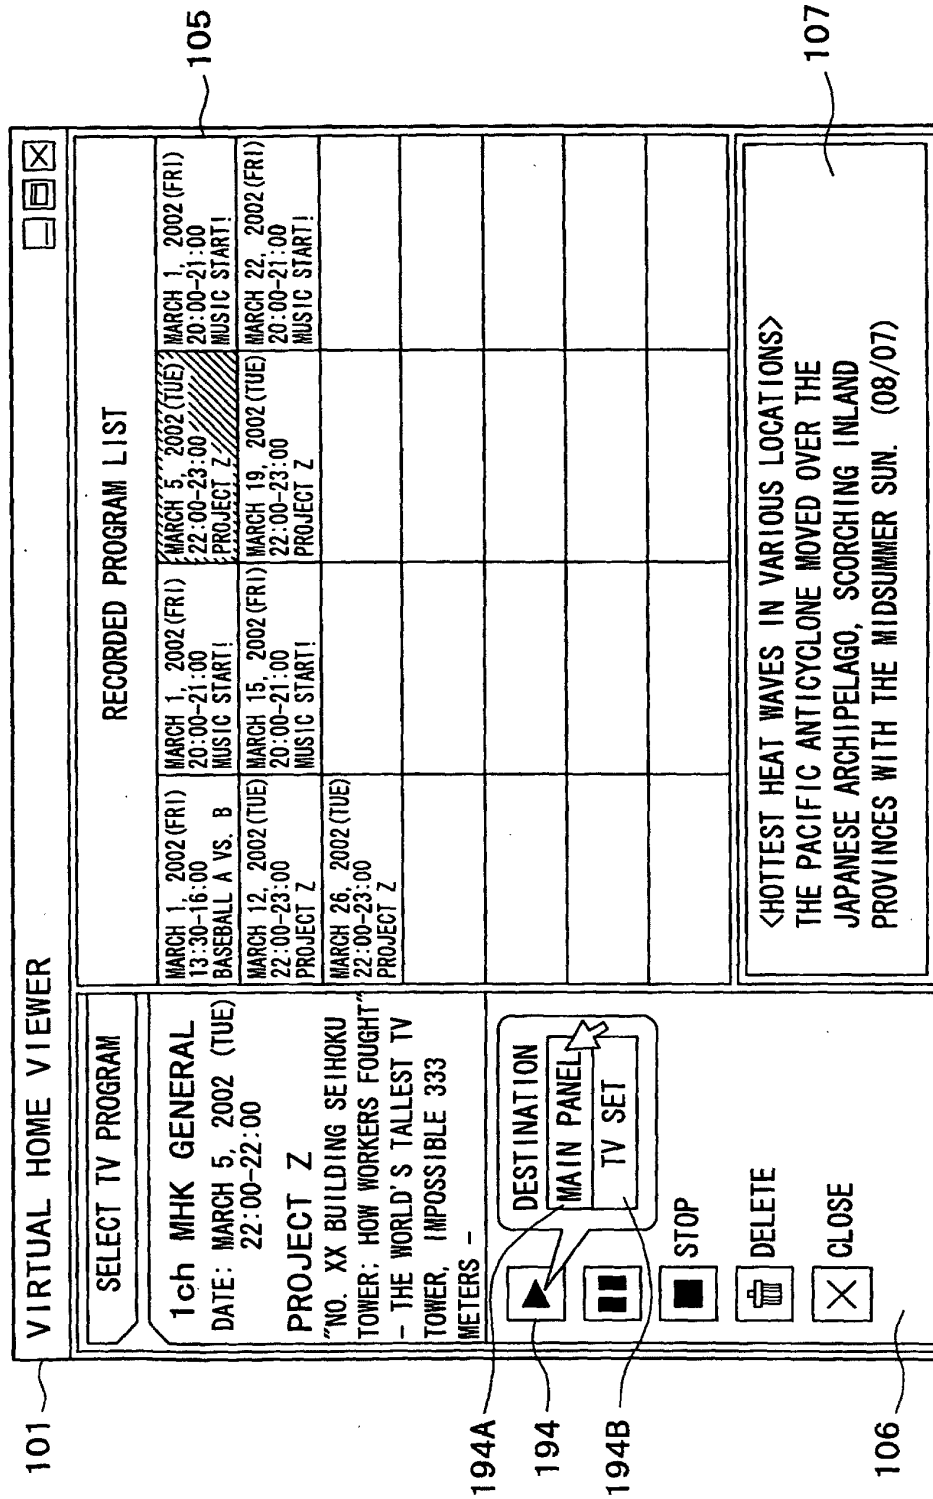 VIRTUAL HOME VIEWER
SELECT TV PROGRAM
1ch MHK GENERAL
DATE: MARCH 5, 2002 (TUE)
22:00-22:00
PROJECT Z
"NO. XX BUILDING SEIHOKU
TOWER: HOW WORKERS FOUGHT"
- THE WORLD'S TALLEST TV
TOWER, IMPOSSIBLE 333
METERS -
DESTINATION
MAIN PANEL
TV SET
STOP
DELETE
CLOSE
RECORDED PROGRAM LIST
MARCH 1, 2002(FRI)
13:30-16:00
BASEBALL A VS. B
MARCH 1, 2002(FRI)
20:00-21:00
MUSIC START!
MARCH 5, 2002(TUE)
22:00-23:00
PROJECT Z
MARCH 1, 2002(FRI)
20:00-21:00
MUSIC START!
MARCH 12, 2002(TUE)
22:00-23:00
PROJECT Z
MARCH 15, 2002(FRI)
20:00-21:00
MUSIC START!
MARCH 19, 2002(TUE)
22:00-23:00
PROJECT Z
MARCH 22, 2002(FRI)
20:00-21:00
MUSIC START!
MARCH 26, 2002(TUE)
22:00-23:00
PROJECT Z
<HOTTEST HEAT WAVES IN VARIOUS LOCATIONS>
THE PACIFIC ANTICYCLONE MOVED OVER THE
JAPANESE ARCHIPELAGO, SCORCHING INLAND
PROVINCES WITH THE MIDSUMMER SUN. (08/07)
101
105
194A
194
194B
106
107